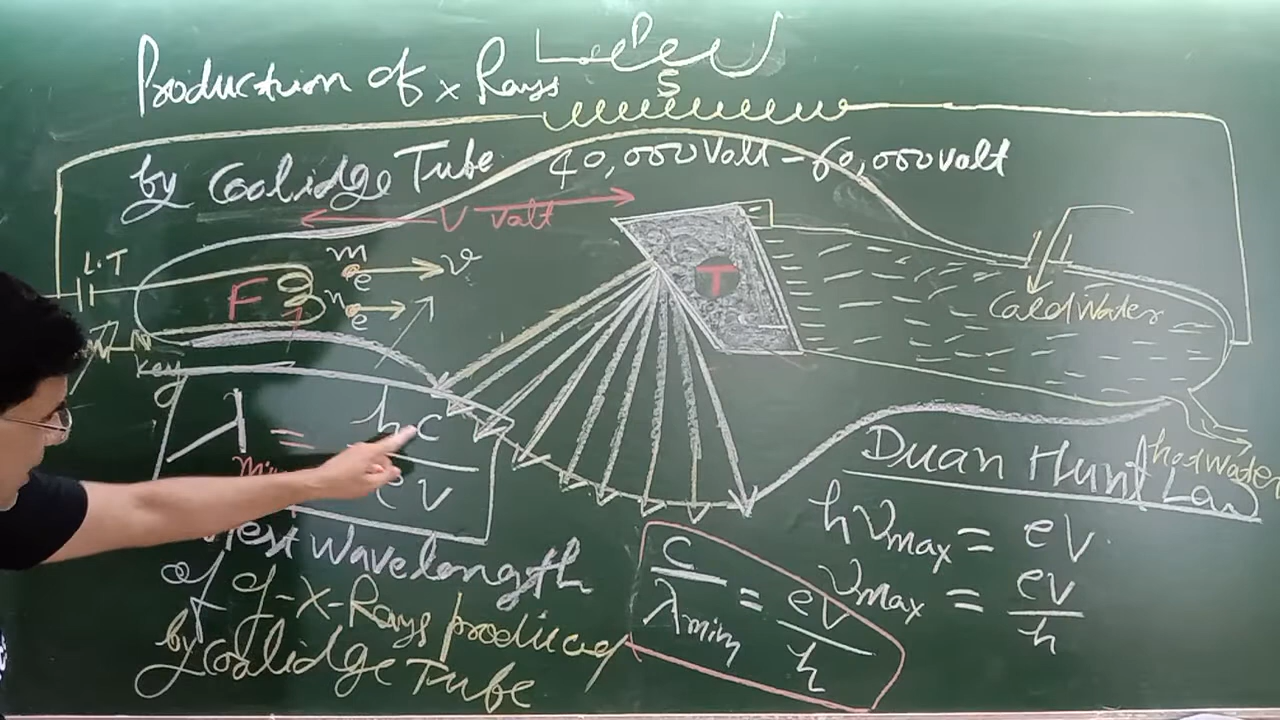 Production of x Rays
P
S
by Coolidge Tube
40,000 Volt - 60,000 volt
V volt
L.T
m
e
v
m
e
F
T
Cold Water
Key
λ = hc
eV
Duan Hunt Law
hot water
hνmax = eV
νmax = eV/h
c/λmin = eV/h
Wavelength
of X-Rays produced
by Coolidge Tube